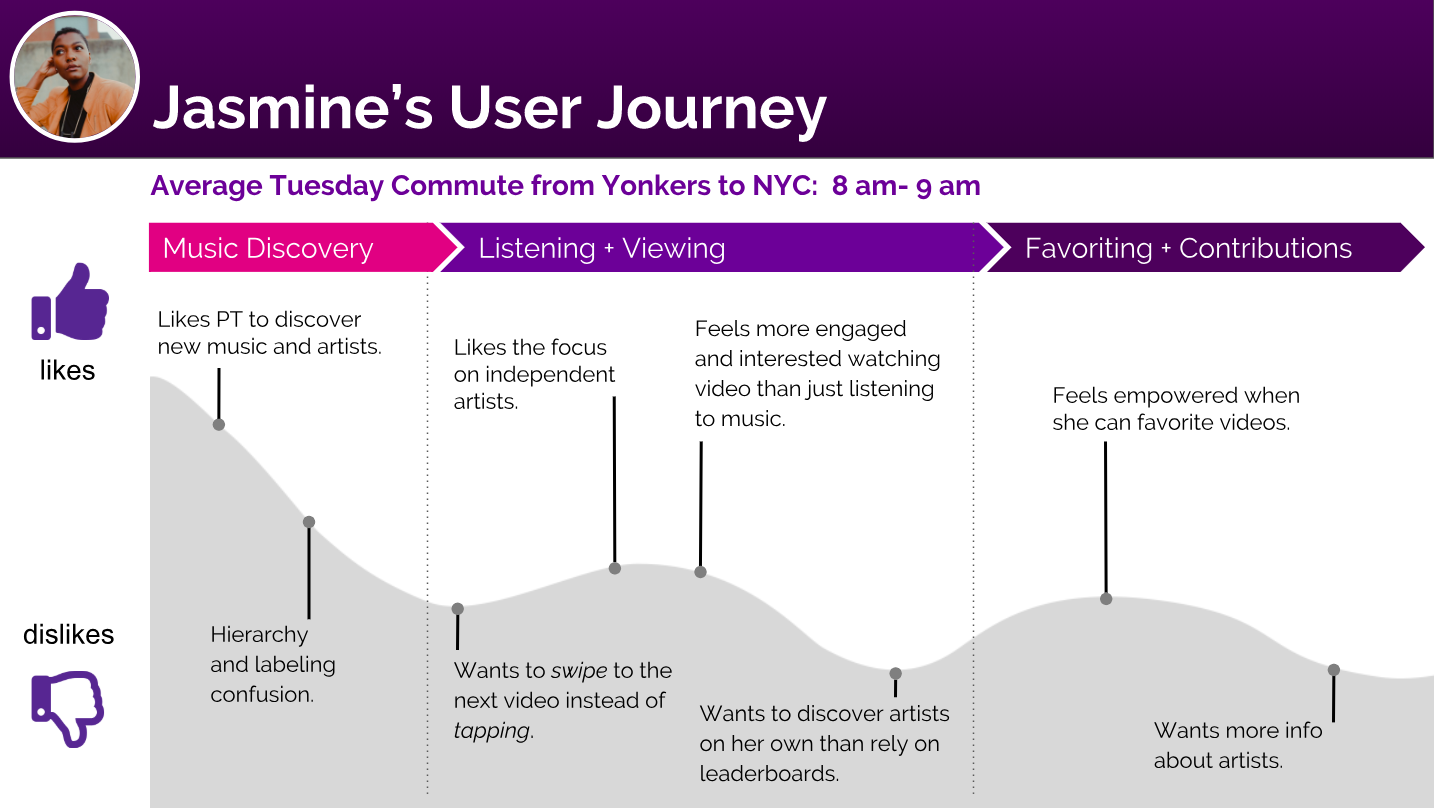 Jasmine’s User Journey
Average Tuesday Commute from Yonkers to NYC:  8 am- 9 am
Music Discovery
Listening + Viewing
Favoriting + Contributions
likes
Likes PT to discover
new music and artists.
Likes the focus
on independent
artists.
Feels more engaged
and interested watching
video than just listening
to music.
Feels empowered when
she can favorite videos.
dislikes
Hierarchy
and labeling
confusion.
Wants to swipe to the
next video instead of
tapping.
Wants to discover artists
on her own than rely on
leaderboards.
Wants more info
about artists.